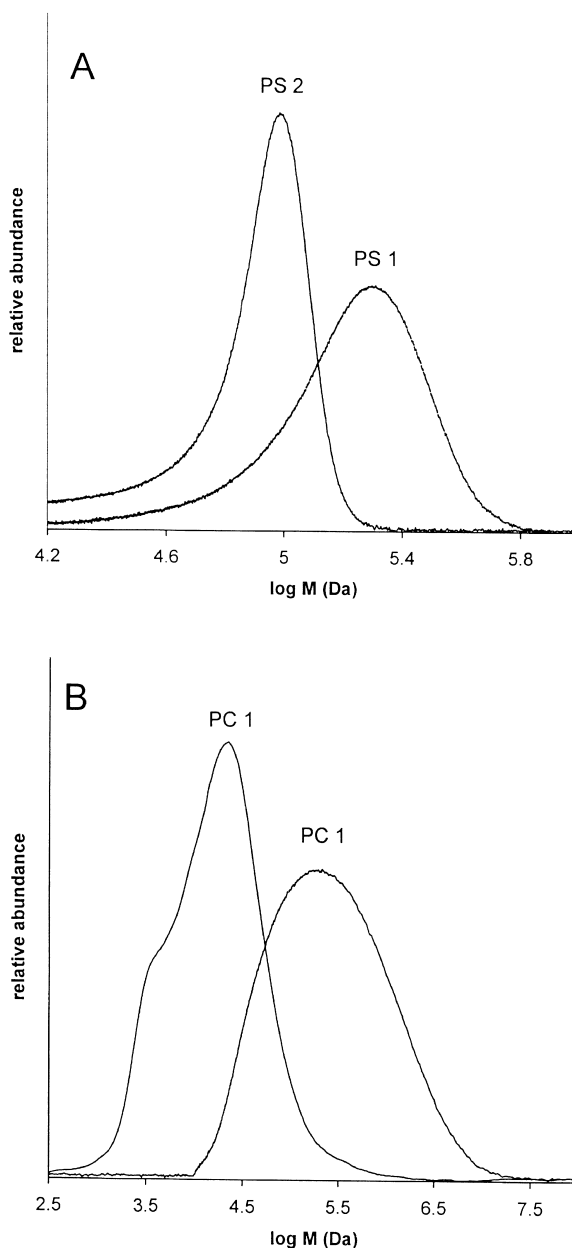 A
PS 2
PS 1
relative abundance
4.2 4.6 5 5.4 5.8
log M (Da)
B
PC 1
PC 1
relative abundance
2.5 3.5 4.5 5.5 6.5 7.5
log M (Da)